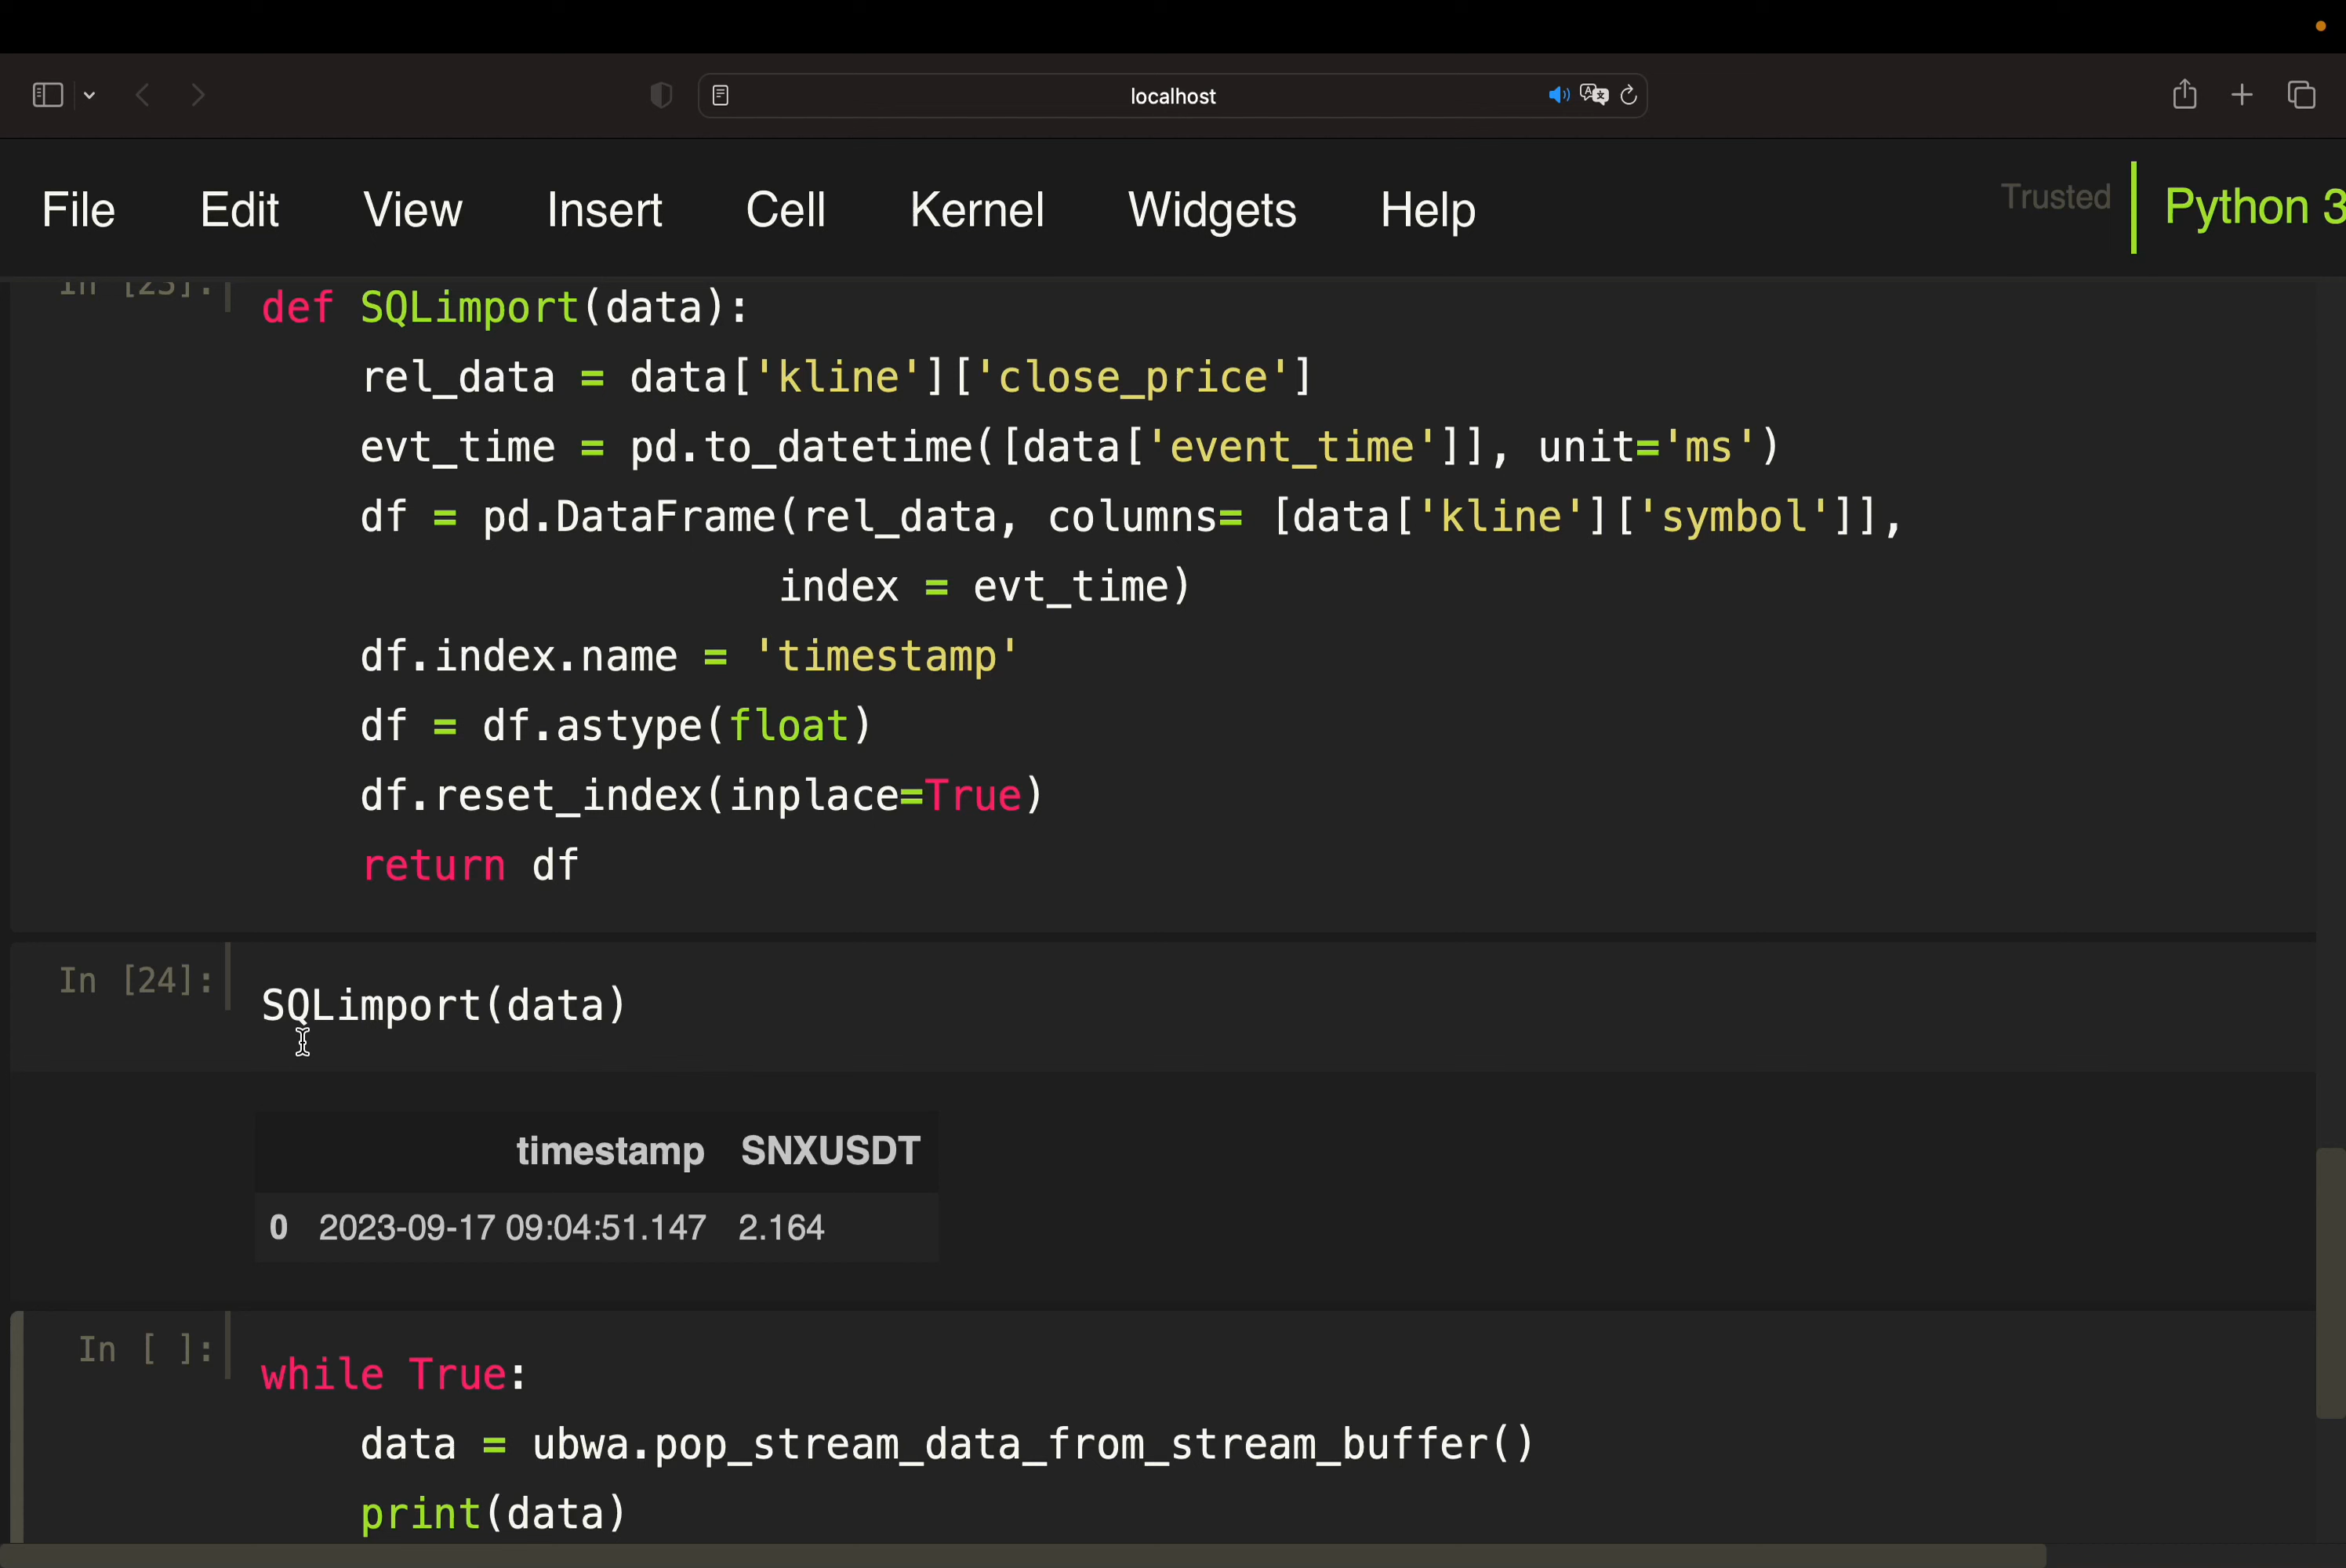 localhost
File Edit View Insert Cell Kernel Widgets Help Trusted Python 3
In [23]:
def SQLimport(data):
    rel_data = data['kline']['close_price']
    evt_time = pd.to_datetime([data['event_time']], unit='ms')
    df = pd.DataFrame(rel_data, columns= [data['kline']['symbol']],
                     index = evt_time)
    df.index.name = 'timestamp'
    df = df.astype(float)
    df.reset_index(inplace=True)
    return df
In [24]:
SQLimport(data)
timestamp SNXUSDT
0 2023-09-17 09:04:51.147 2.164
In [ ]:
while True:
    data = ubwa.pop_stream_data_from_stream_buffer()
    print(data)